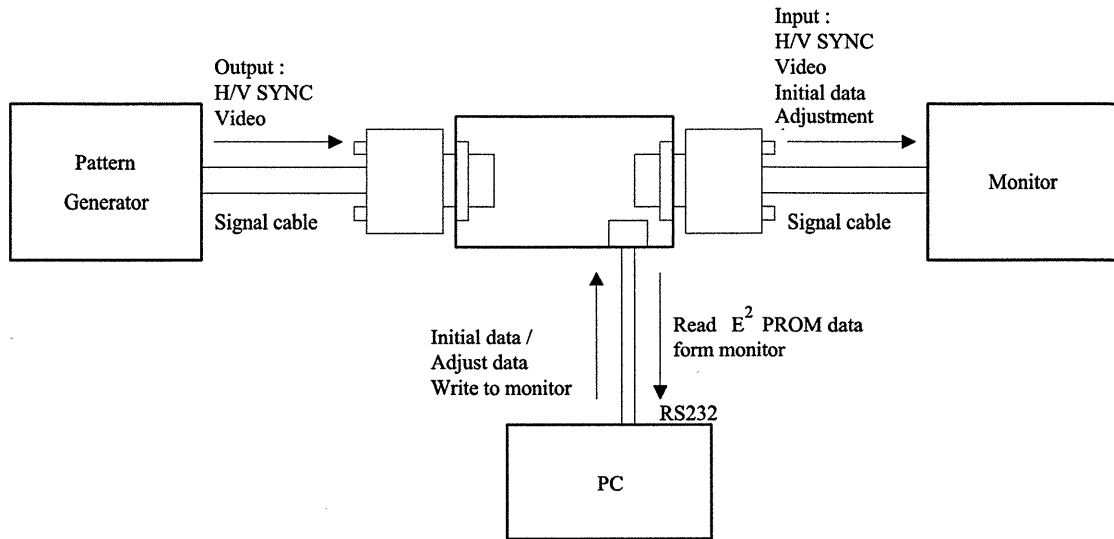 Input :
H/V SYNC
Video
Initial data
Adjustment
Output :
H/V SYNC
Video
Pattern
Generator
Signal cable
Signal cable
Monitor
Initial data /
Adjust data
Write to monitor
Read E² PROM data
form monitor
RS232
PC